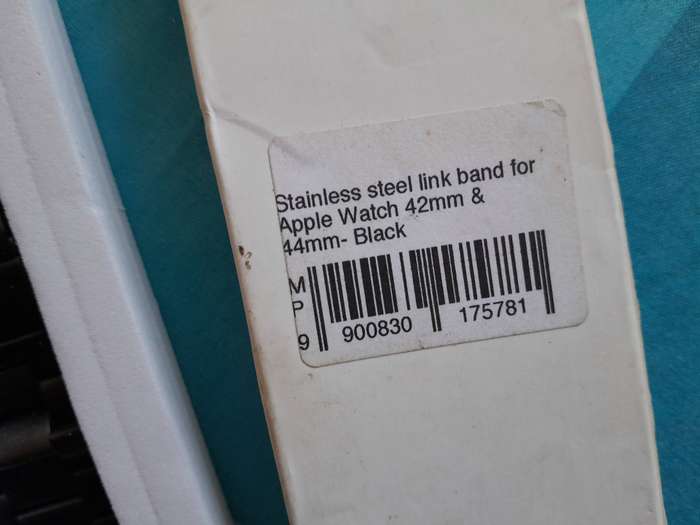 Stainless steel link band for
Apple Watch 42mm &
44mm- Black
M
P
9 900830 175781